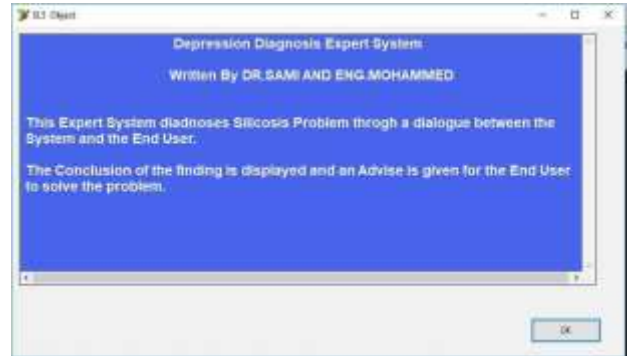 SL5 Object
Depression Diagnosis Expert System
Written By DR.SAMI AND ENG.MOHAMMED
This Expert System diadnoses Silicosis Problem throgh a dialogue between the
System and the End User.
The Conclusion of the finding is displayed and an Advise is given for the End User
to solve the problem.
OK